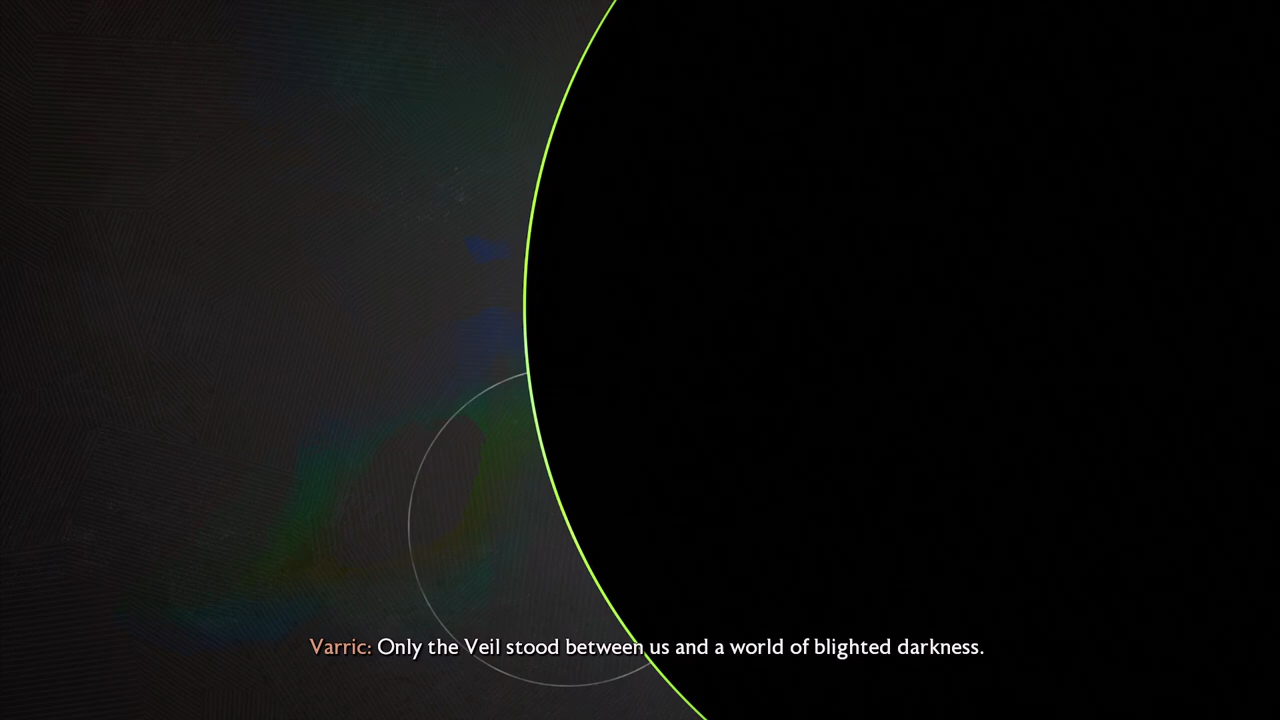 Varric: Only the Veil stood between us and a world of blighted darkness.